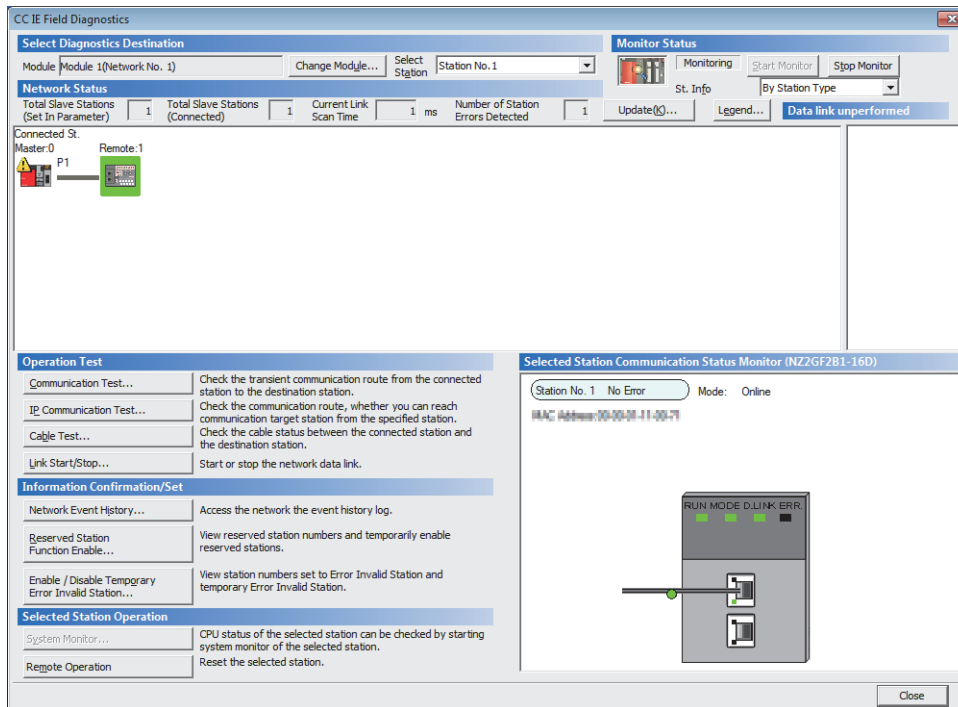 CC IE Field Diagnostics
Select Diagnostics Destination
Monitor Status
Module Module 1(Network No. 1)
Change Module...
Select Station
Station No.1
Monitoring
Start Monitor
Stop Monitor
St. Info
By Station Type
Network Status
Total Slave Stations
(Set In Parameter)
1
Total Slave Stations
(Connected)
1
Current Link
Scan Time
1 ms
Number of Station
Errors Detected
1
Update(K)...
Legend...
Data link unperformed
Connected St.
Master:0
Remote:1
P1
Operation Test
Communication Test...
Check the transient communication route from the connected
station to the destination station.
IP Communication Test...
Check the communication route, whether you can reach
communication target station from the specified station.
Cable Test...
Check the cable status between the connected station and
the destination station.
Link Start/Stop...
Start or stop the network data link.
Information Confirmation/Set
Network Event History...
Access the network the event history log.
Reserved Station
Function Enable...
View reserved station numbers and temporarily enable
reserved stations.
Enable / Disable Temporary
Error Invalid Station...
View station numbers set to Error Invalid Station and
temporary Error Invalid Station.
Selected Station Operation
System Monitor...
CPU status of the selected station can be checked by starting
system monitor of the selected station.
Remote Operation
Reset the selected station.
Selected Station Communication Status Monitor (NZ2GF2B1-16D)
Station No. 1 No Error
Mode: Online
RUN MODE D.LINK ERR.
Close